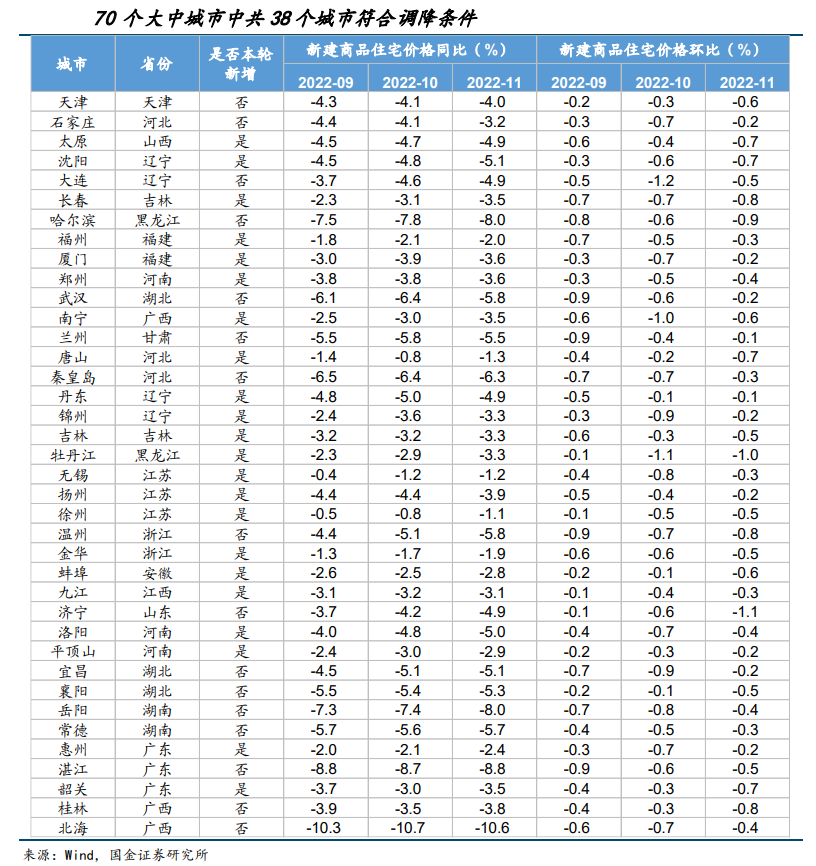 70 个大中城市中共 38 个城市符合调降条件
城市 省份 是否本轮新增 新建商品住宅价格同比（%） 新建商品住宅价格环比（%）
2022-09 2022-10 2022-11 2022-09 2022-10 2022-11
天津 天津 否 -4.3 -4.1 -4.0 -0.2 -0.3 -0.6
石家庄 河北 否 -4.4 -4.1 -3.2 -0.3 -0.7 -0.2
太原 山西 是 -4.5 -4.7 -4.9 -0.6 -0.4 -0.7
沈阳 辽宁 是 -4.5 -4.8 -5.1 -0.3 -0.6 -0.7
大连 辽宁 否 -3.7 -4.6 -4.9 -0.5 -1.2 -0.5
长春 吉林 是 -2.3 -3.1 -3.5 -0.7 -0.7 -0.8
哈尔滨 黑龙江 否 -7.5 -7.8 -8.0 -0.8 -0.6 -0.9
福州 福建 是 -1.8 -2.1 -2.0 -0.7 -0.5 -0.3
厦门 福建 是 -3.0 -3.9 -3.6 -0.3 -0.7 -0.2
郑州 河南 是 -3.8 -3.8 -3.6 -0.3 -0.5 -0.4
武汉 湖北 否 -6.1 -6.4 -5.8 -0.9 -0.6 -0.2
南宁 广西 是 -2.5 -3.0 -3.5 -0.6 -1.0 -0.6
兰州 甘肃 否 -5.5 -5.8 -5.5 -0.9 -0.4 -0.1
唐山 河北 是 -1.4 -0.8 -1.3 -0.4 -0.2 -0.7
秦皇岛 河北 否 -6.5 -6.4 -6.3 -0.7 -0.7 -0.3
丹东 辽宁 是 -4.8 -5.0 -4.9 -0.5 -0.1 -0.1
锦州 辽宁 是 -2.4 -3.6 -3.3 -0.3 -0.9 -0.2
吉林 吉林 是 -3.2 -3.2 -3.3 -0.6 -0.3 -0.5
牡丹江 黑龙江 是 -2.3 -2.9 -3.3 -0.1 -1.1 -1.0
无锡 江苏 是 -0.4 -1.2 -1.2 -0.4 -0.8 -0.3
扬州 江苏 是 -4.4 -4.4 -3.9 -0.5 -0.4 -0.2
徐州 江苏 是 -0.5 -0.8 -1.1 -0.1 -0.5 -0.5
温州 浙江 否 -4.4 -5.1 -5.8 -0.9 -0.7 -0.8
金华 浙江 是 -1.3 -1.7 -1.9 -0.6 -0.6 -0.5
蚌埠 安徽 是 -2.6 -2.5 -2.8 -0.2 -0.1 -0.6
九江 江西 是 -3.1 -3.2 -3.1 -0.1 -0.4 -0.3
济宁 山东 否 -3.7 -4.2 -4.9 -0.1 -0.6 -1.1
洛阳 河南 是 -4.0 -4.8 -5.0 -0.4 -0.7 -0.4
平顶山 河南 是 -2.4 -3.0 -2.9 -0.2 -0.3 -0.2
宜昌 湖北 否 -4.5 -5.1 -5.1 -0.7 -0.9 -0.2
襄阳 湖北 否 -5.5 -5.4 -5.3 -0.2 -0.1 -0.5
岳阳 湖南 否 -7.3 -7.4 -8.0 -0.7 -0.8 -0.4
常德 湖南 否 -5.7 -5.6 -5.7 -0.4 -0.5 -0.3
惠州 广东 是 -2.0 -2.1 -2.4 -0.3 -0.7 -0.2
湛江 广东 否 -8.8 -8.7 -8.8 -0.9 -0.6 -0.5
韶关 广东 是 -3.7 -3.0 -3.5 -0.4 -0.3 -0.7
桂林 广西 否 -3.9 -3.5 -3.8 -0.4 -0.3 -0.8
北海 广西 否 -10.3 -10.7 -10.6 -0.6 -0.7 -0.4
来源：Wind，国金证券研究所